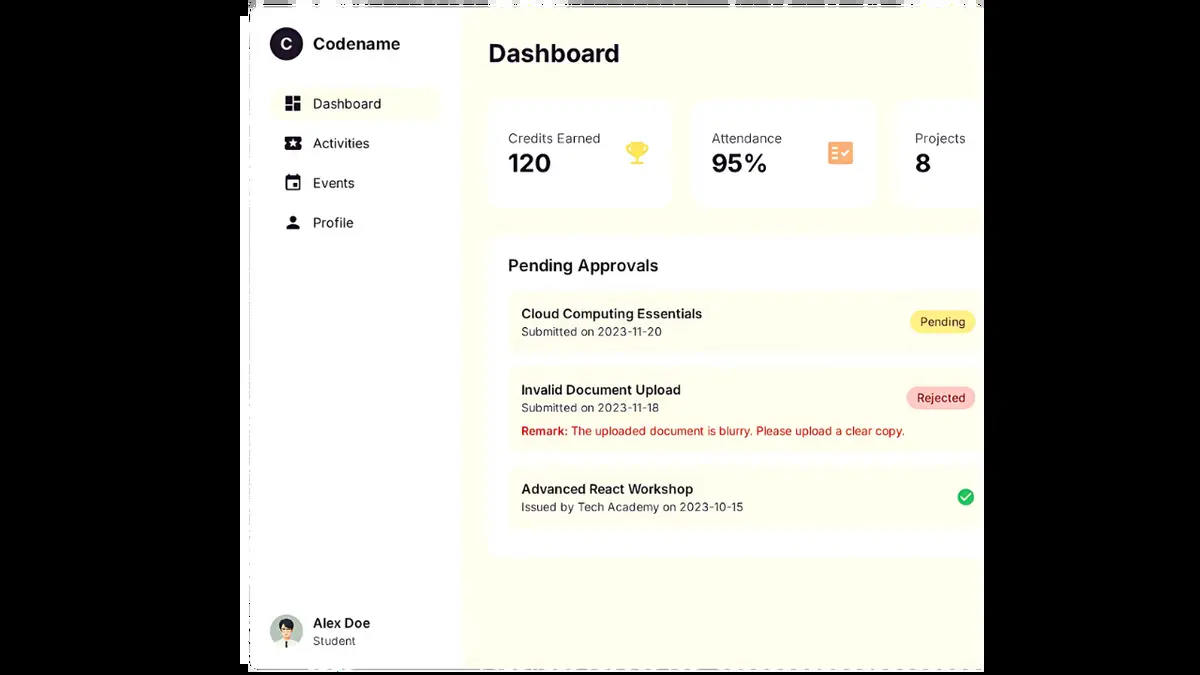 C Codename
Dashboard
Activities
Events
Profile
Alex Doe
Student
Dashboard
Credits Earned
120
Attendance
95%
Projects
8
Pending Approvals
Cloud Computing Essentials
Submitted on 2023-11-20
Pending
Invalid Document Upload
Submitted on 2023-11-18
Rejected
Remark: The uploaded document is blurry. Please upload a clear copy.
Advanced React Workshop
Issued by Tech Academy on 2023-10-15